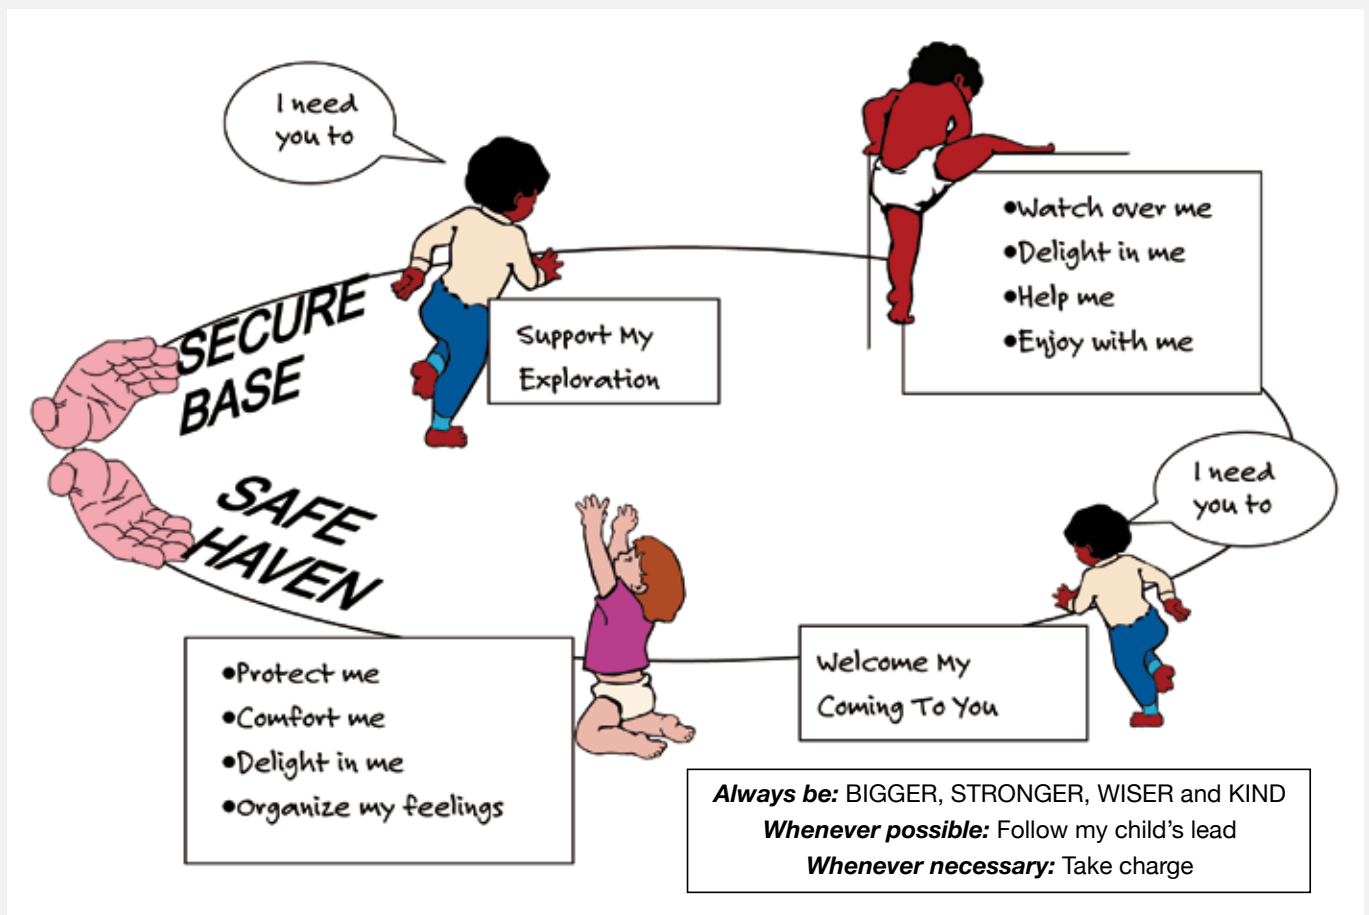 I need
you to
SECURE
BASE
Support My
Exploration
•Watch over me
•Delight in me
•Help me
•Enjoy with me
I need
you to
Welcome My
Coming To You
SAFE
HAVEN
•Protect me
•Comfort me
•Delight in me
•Organize my feelings
Always be: BIGGER, STRONGER, WISER and KIND
Whenever possible: Follow my child's lead
Whenever necessary: Take charge